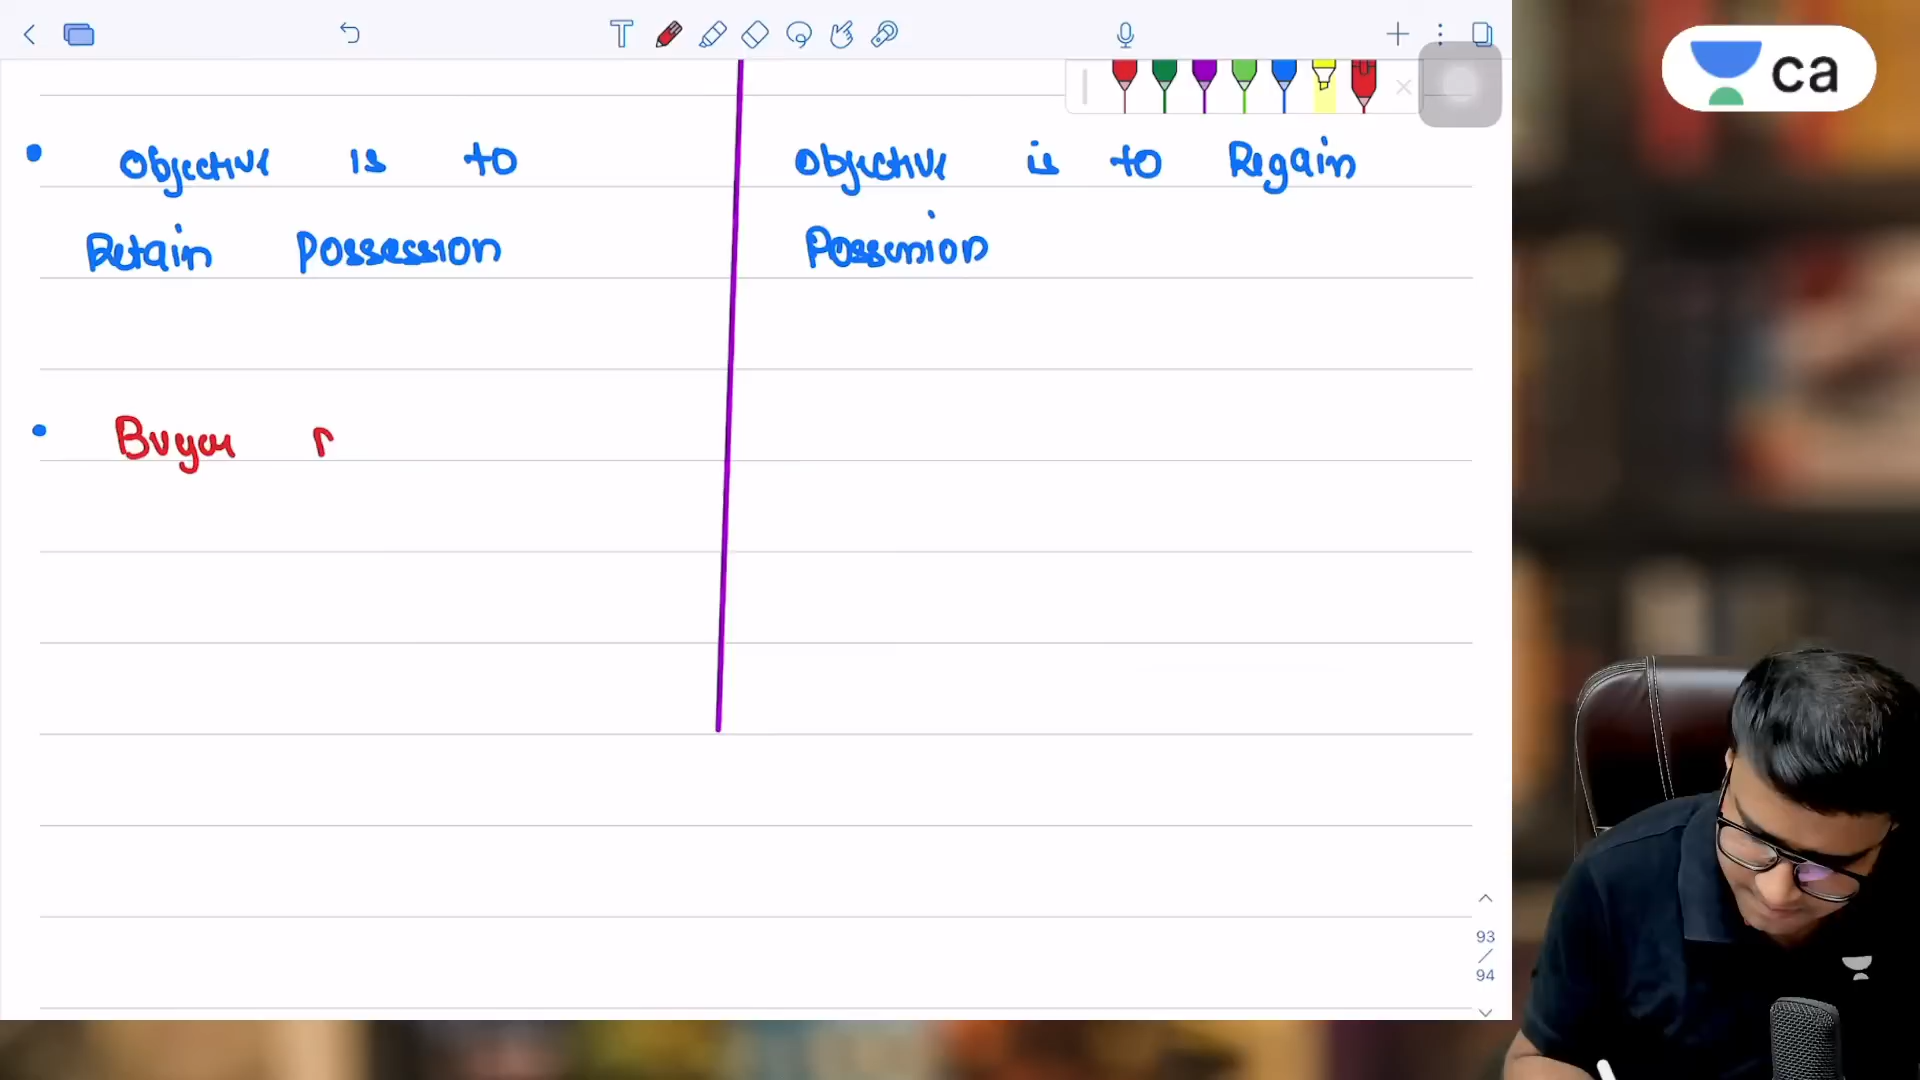 ca
Objective is to
Retain Possession
Objective is to Regain
Possession
Buyer
93
94